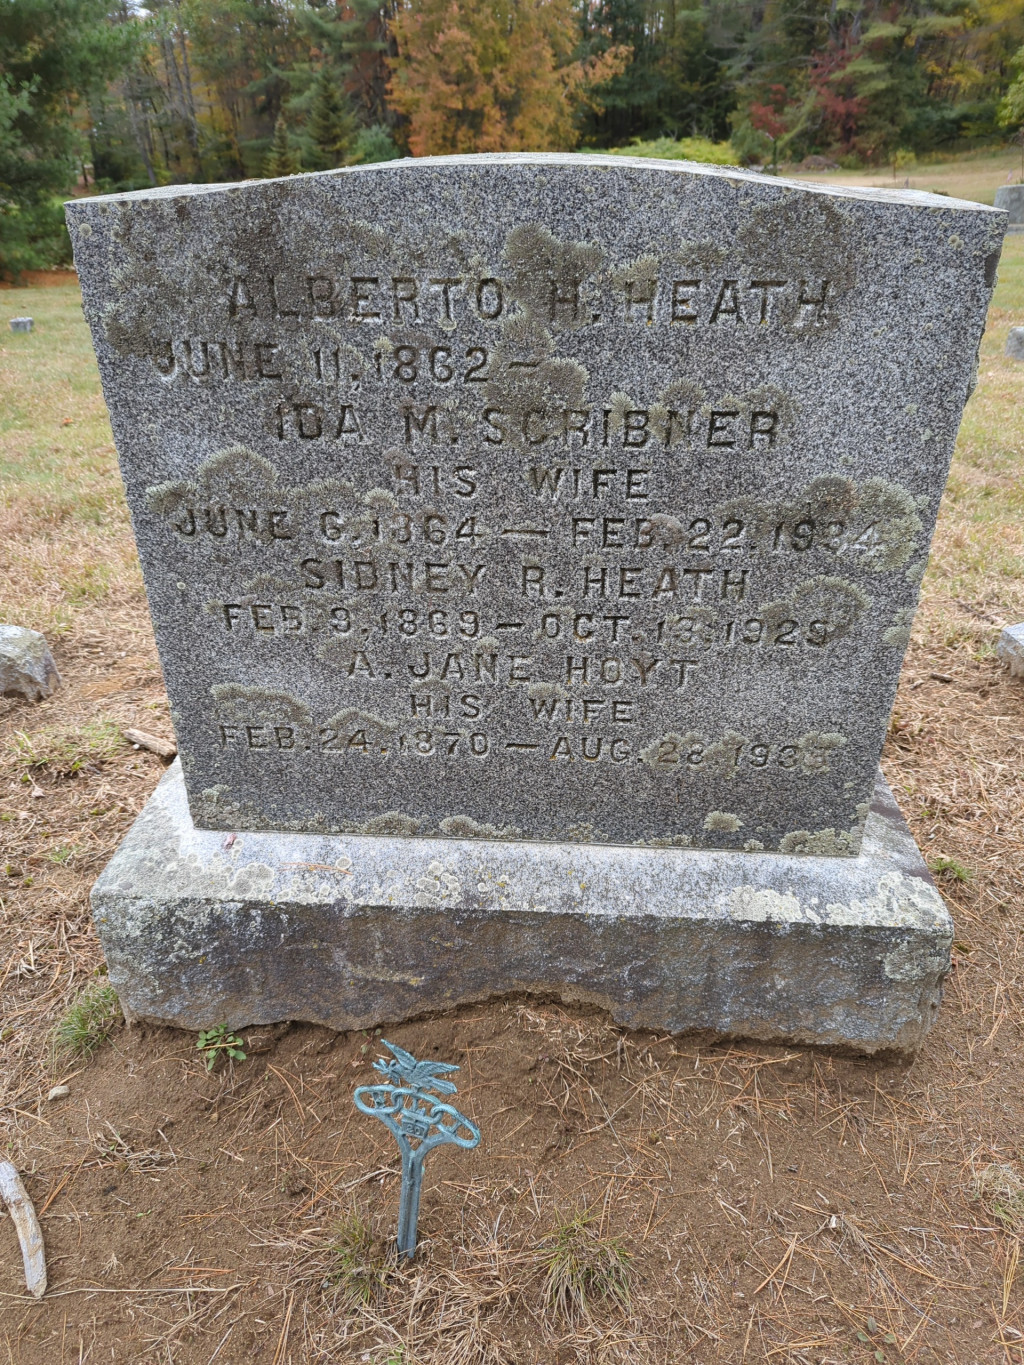 ALBERTO H. HEATH
JUNE 11, 1862 —
IDA M. SCRIBNER
HIS WIFE
JUNE 6, 1864 — FEB. 22, 1934
SIDNEY R. HEATH
FEB. 9, 1869 — OCT. 13, 1929
A. JANE HOYT
HIS WIFE
FEB. 24, 1870 — AUG. 28,